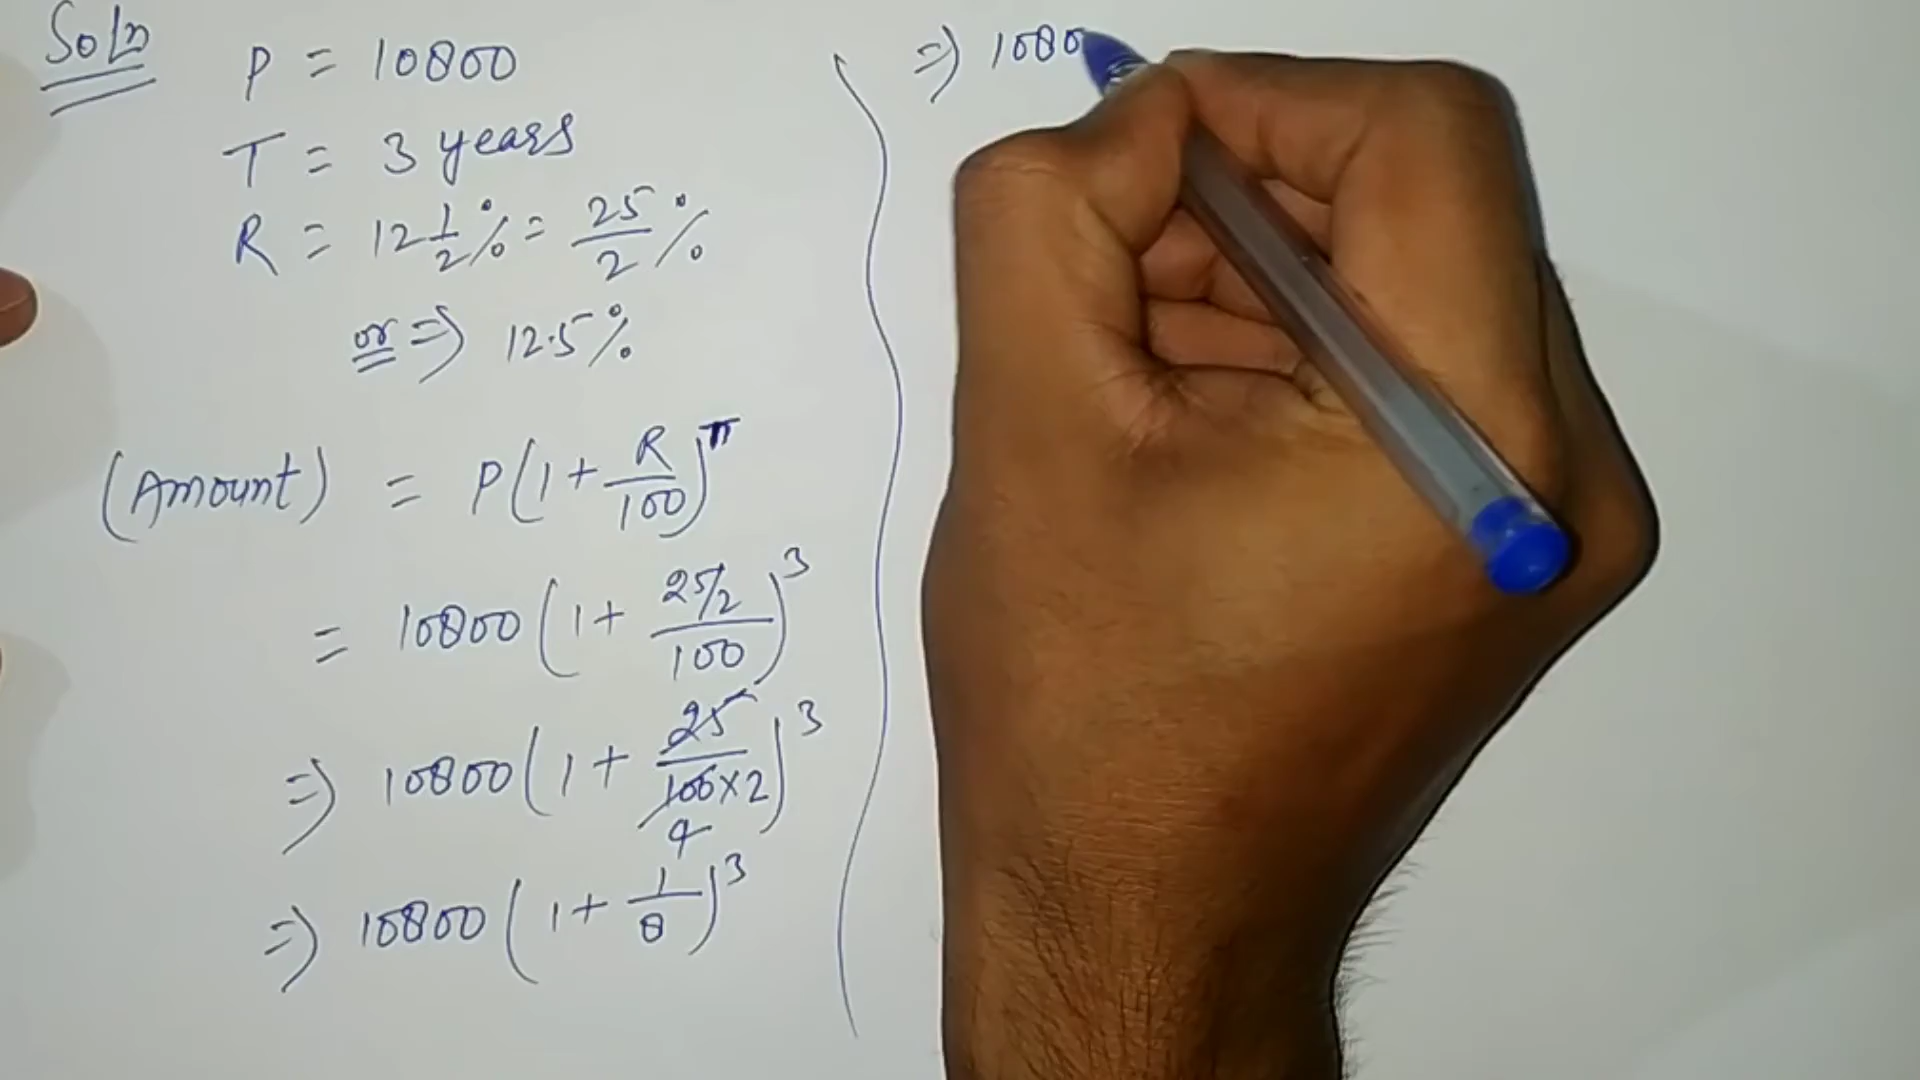 Soln
P = 10800
T = 3 years
R = 12 1/2 % = 25/2 %
or => 12.5%
(Amount) = P(1 + R/100)^n
= 10800 (1 + 25/2/100)^3
=> 10800 (1 + 25/100×2)^3
4
=> 10800 (1 + 1/8)^3
=> 1080